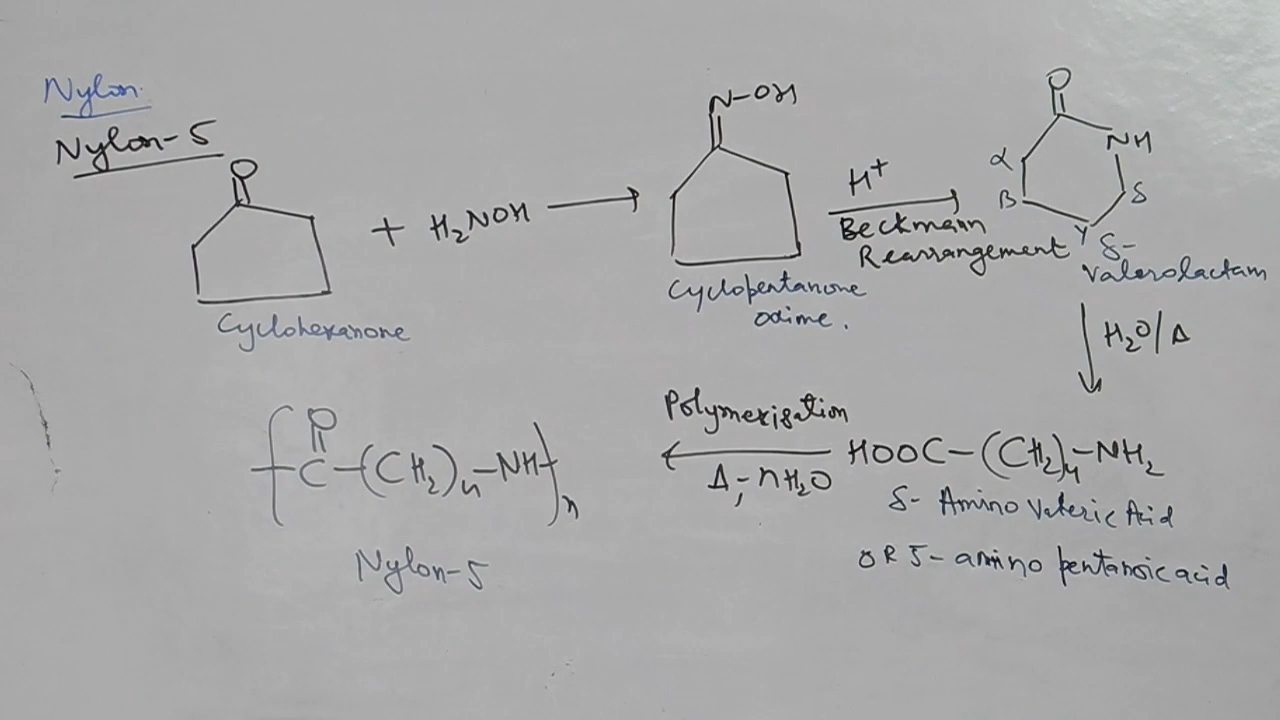 Nylon.
Nylon-5
O
+ H₂NOH
Cyclohexanone
N-OH
Cyclopentanone
oxime.
H⁺
Beckmann
Rearrangement
O
NH
α
β
γ
δ
δ-
Valerolactam
H₂O/Δ
HOOC-(CH₂)₄-NH₂
δ- Amino Valeric Acid
OR 5-amino pentanoic acid
Polymerisation
Δ, -nH₂O
O
C-(CH₂)₄-NH
n
Nylon-5